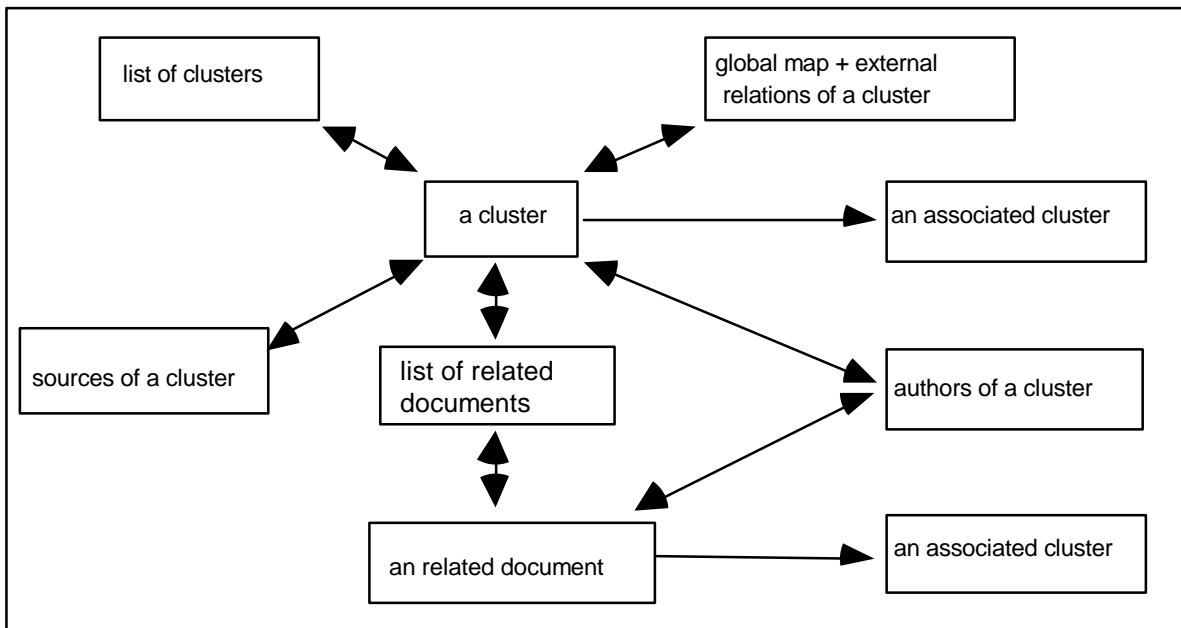 list of clusters
global map + external
relations of a cluster
a cluster
an associated cluster
sources of a cluster
list of related
documents
authors of a cluster
an related document
an associated cluster